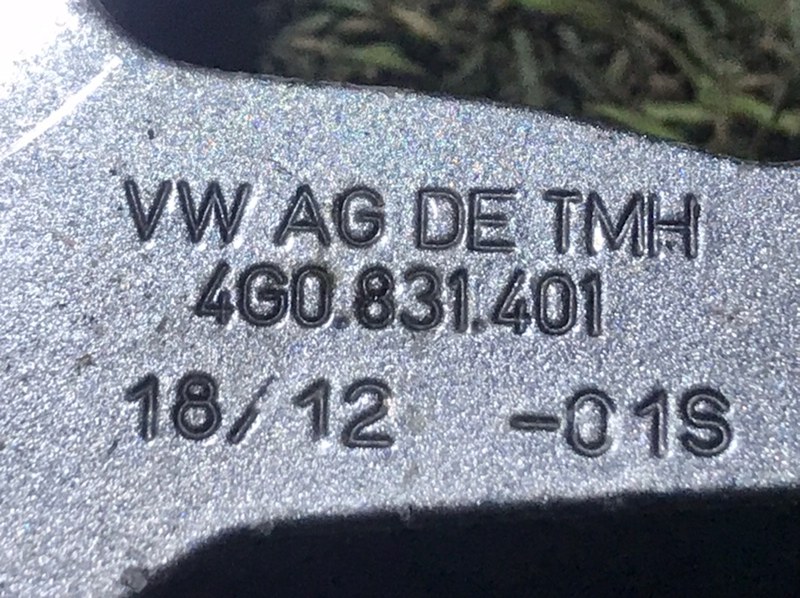 VW AG DE TMH
4G0.831.401
18/12 -01S